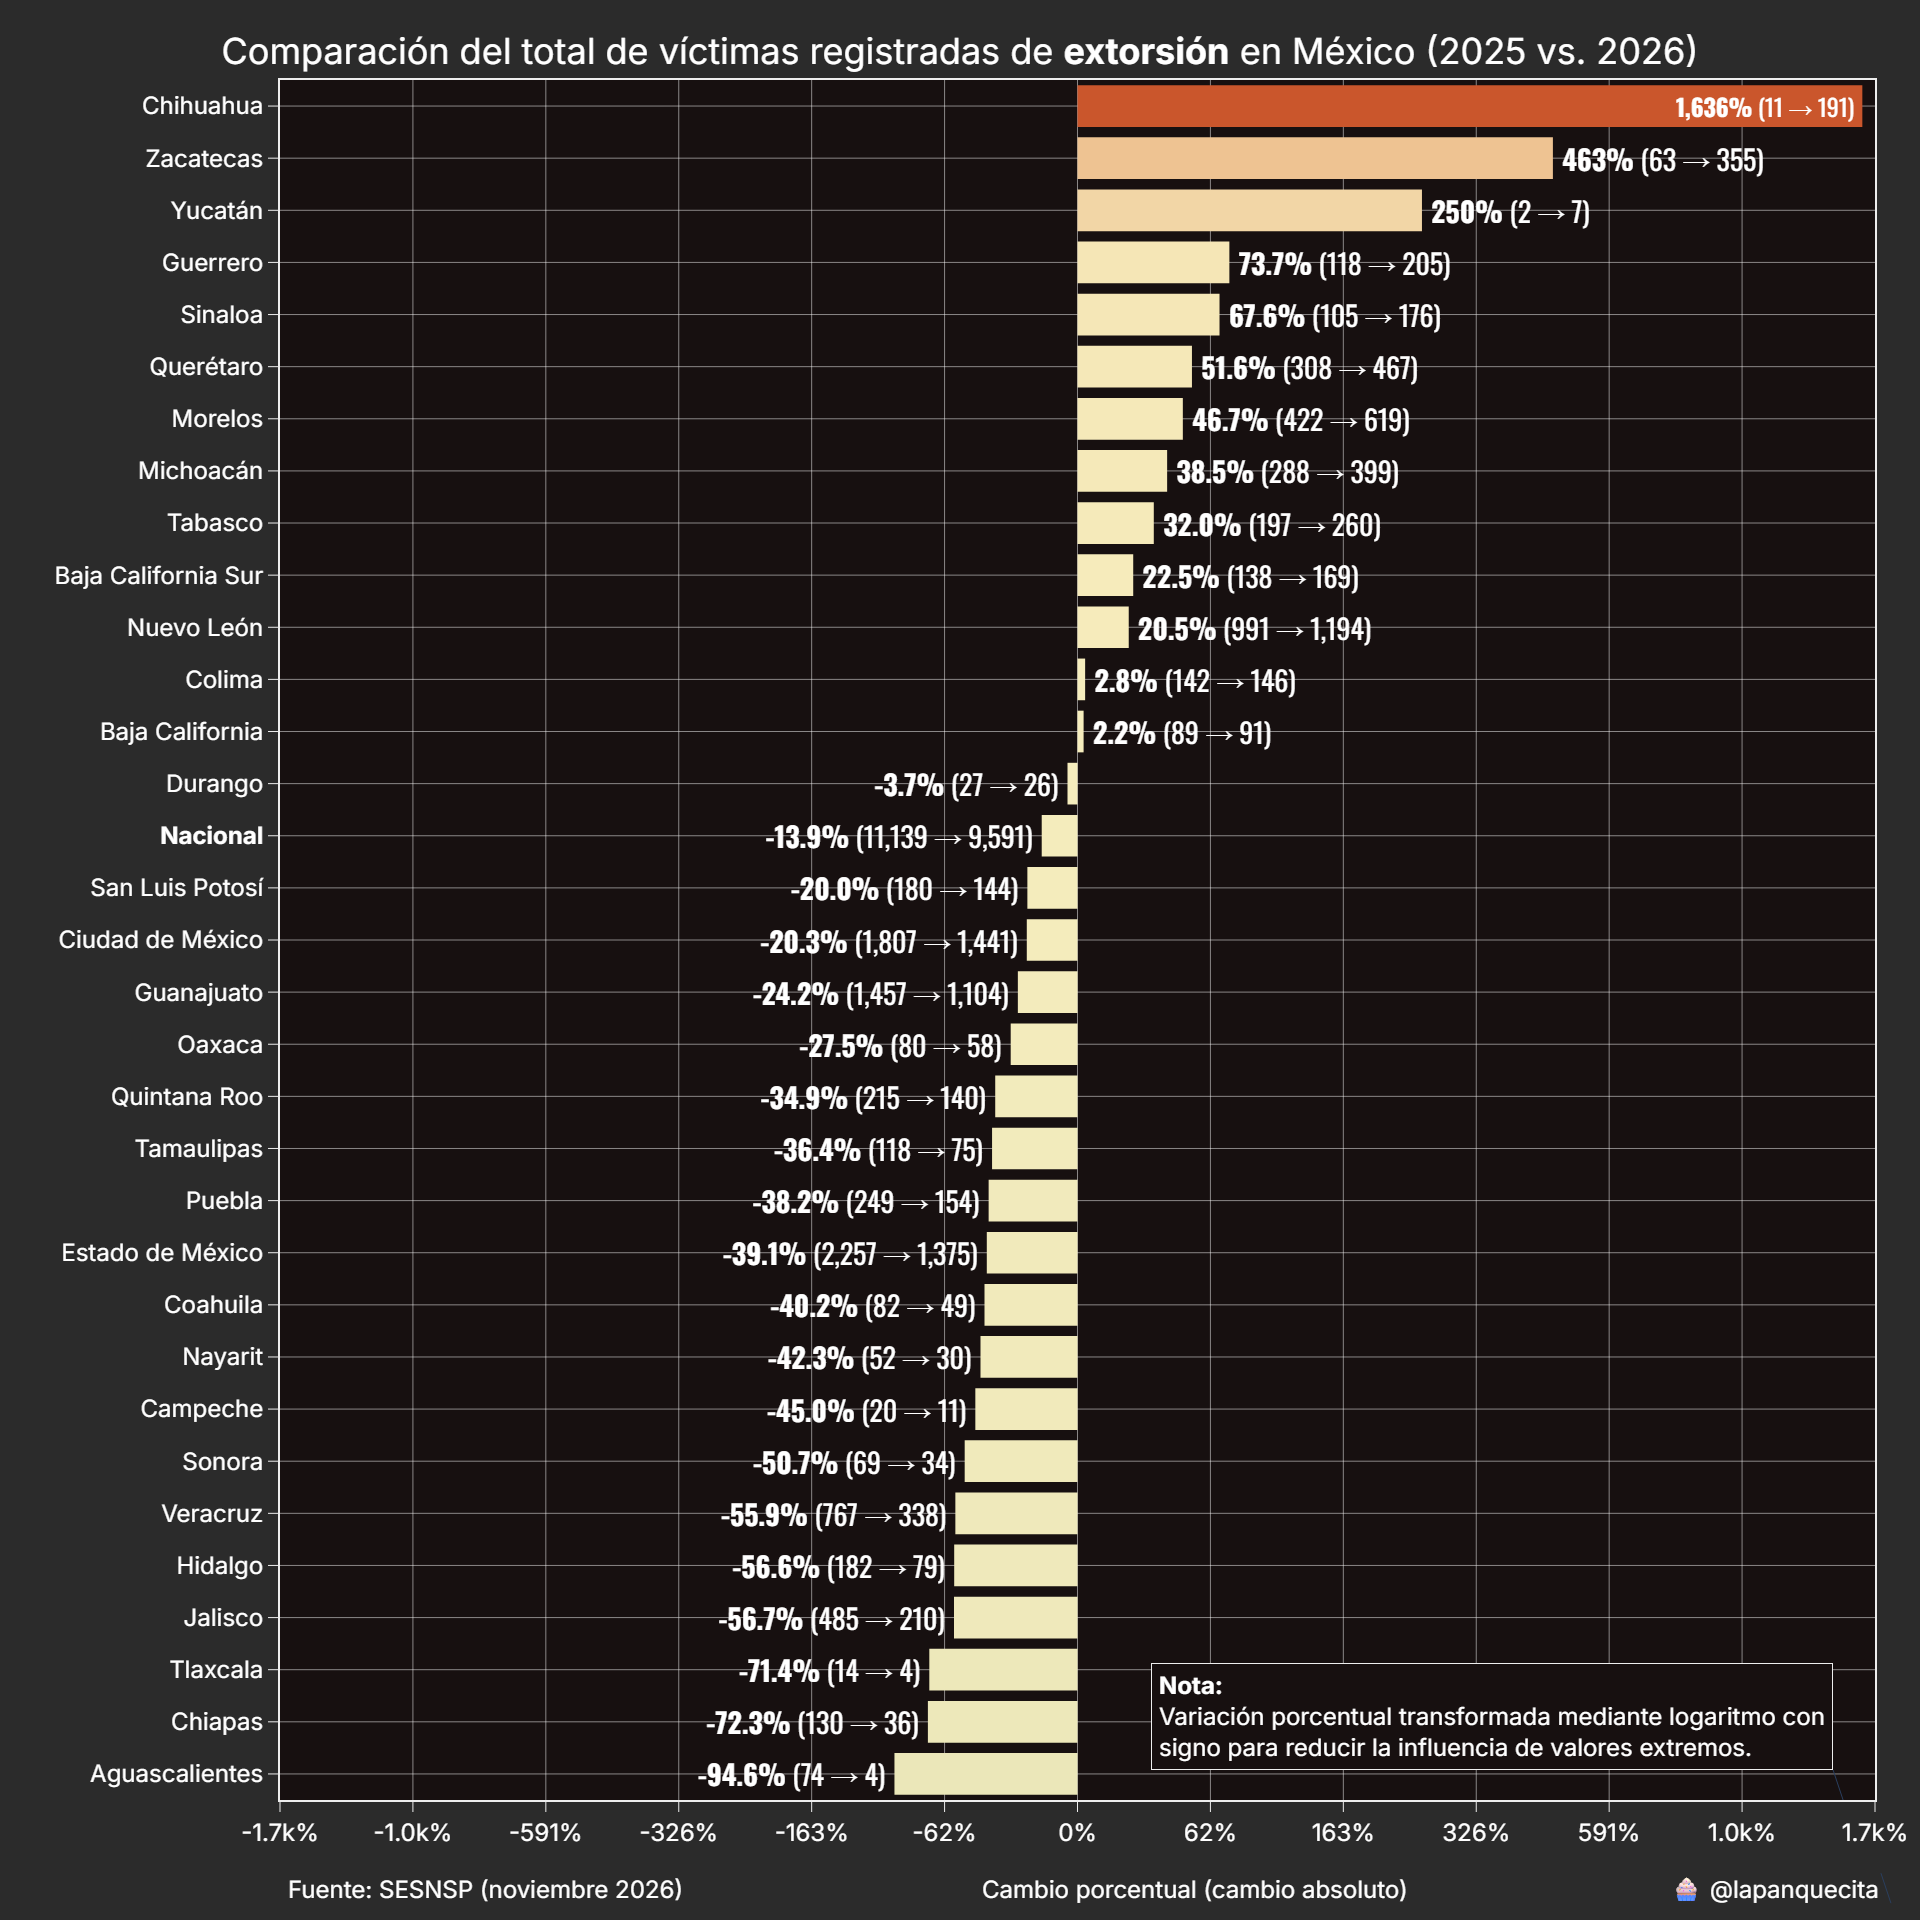 Comparación del total de víctimas registradas de extorsión en México (2025 vs. 2026)
Chihuahua 1,636% (11 → 191)
Zacatecas 463% (63 → 355)
Yucatán 250% (2 → 7)
Guerrero 73.7% (118 → 205)
Sinaloa 67.6% (105 → 176)
Querétaro 51.6% (308 → 467)
Morelos 46.7% (422 → 619)
Michoacán 38.5% (288 → 399)
Tabasco 32.0% (197 → 260)
Baja California Sur 22.5% (138 → 169)
Nuevo León 20.5% (991 → 1,194)
Colima 2.8% (142 → 146)
Baja California 2.2% (89 → 91)
Durango -3.7% (27 → 26)
Nacional -13.9% (11,139 → 9,591)
San Luis Potosí -20.0% (180 → 144)
Ciudad de México -20.3% (1,807 → 1,441)
Guanajuato -24.2% (1,457 → 1,104)
Oaxaca -27.5% (80 → 58)
Quintana Roo -34.9% (215 → 140)
Tamaulipas -36.4% (118 → 75)
Puebla -38.2% (249 → 154)
Estado de México -39.1% (2,257 → 1,375)
Coahuila -40.2% (82 → 49)
Nayarit -42.3% (52 → 30)
Campeche -45.0% (20 → 11)
Sonora -50.7% (69 → 34)
Veracruz -55.9% (767 → 338)
Hidalgo -56.6% (182 → 79)
Jalisco -56.7% (485 → 210)
Tlaxcala -71.4% (14 → 4)
Chiapas -72.3% (130 → 36)
Aguascalientes -94.6% (74 → 4)
Nota:
Variación porcentual transformada mediante logaritmo con
signo para reducir la influencia de valores extremos.
-1.7k% -1.0k% -591% -326% -163% -62% 0% 62% 163% 326% 591% 1.0k% 1.7k%
Fuente: SESNSP (noviembre 2026) Cambio porcentual (cambio absoluto) 🧁 @lapanquecita